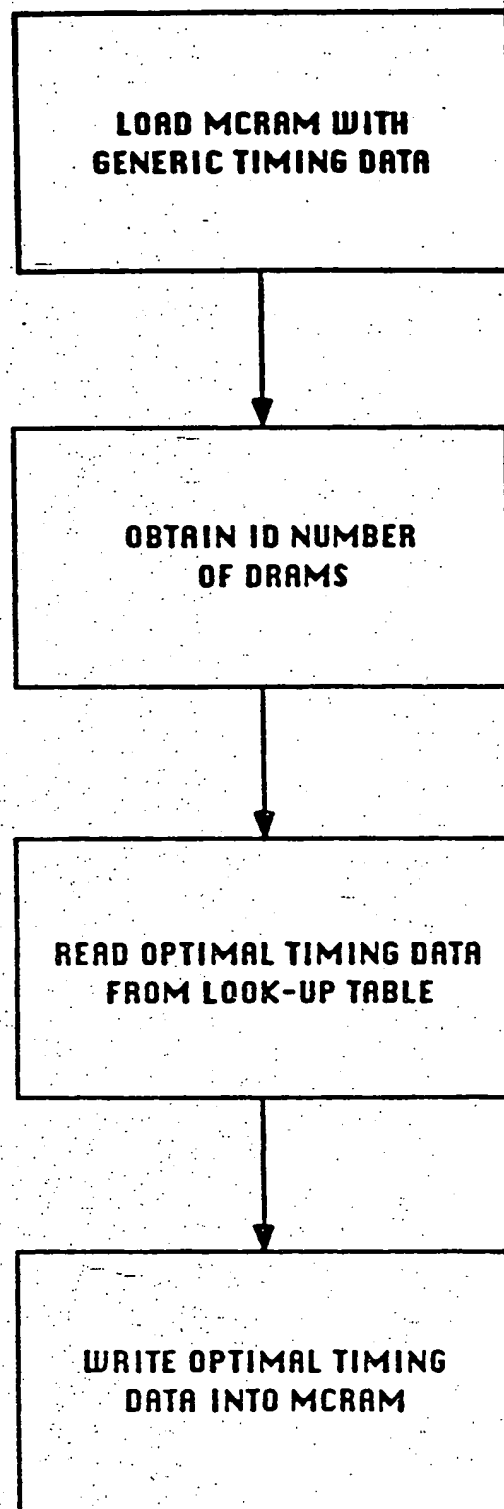 LOAD MCRAM WITH
GENERIC TIMING DATA
OBTAIN ID NUMBER
OF DRAMS
READ OPTIMAL TIMING DATA
FROM LOOK-UP TABLE
WRITE OPTIMAL TIMING
DATA INTO MCRAM